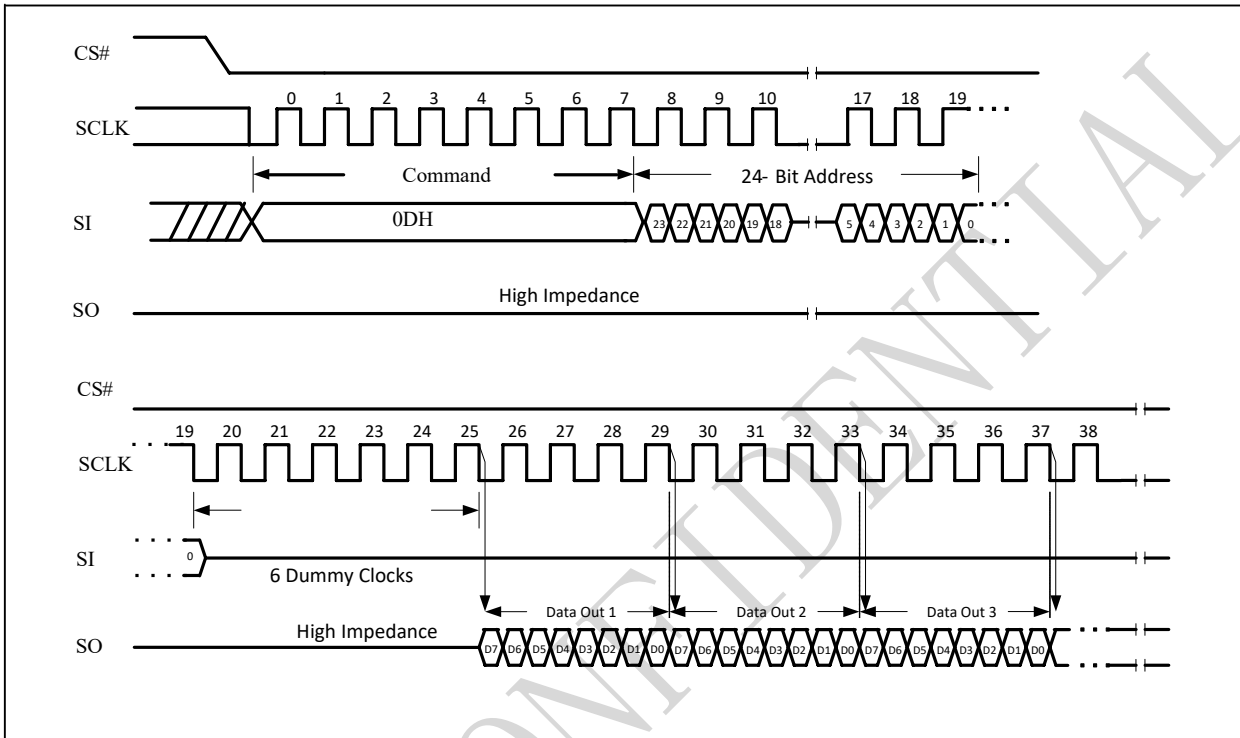 CS#
0 1 2 3 4 5 6 7 8 9 10 17 18 19
SCLK
Command 24- Bit Address
SI 0DH 23 22 21 20 19 18 5 4 3 2 1 0
High Impedance
SO
CS#
19 20 21 22 23 24 25 26 27 28 29 30 31 32 33 34 35 36 37 38
SCLK
SI 0
6 Dummy Clocks
Data Out 1 Data Out 2 Data Out 3
High Impedance
SO D7 D6 D5 D4 D3 D2 D1 D0 D7 D6 D5 D4 D3 D2 D1 D0 D7 D6 D5 D4 D3 D2 D1 D0
CONFIDENTIAL